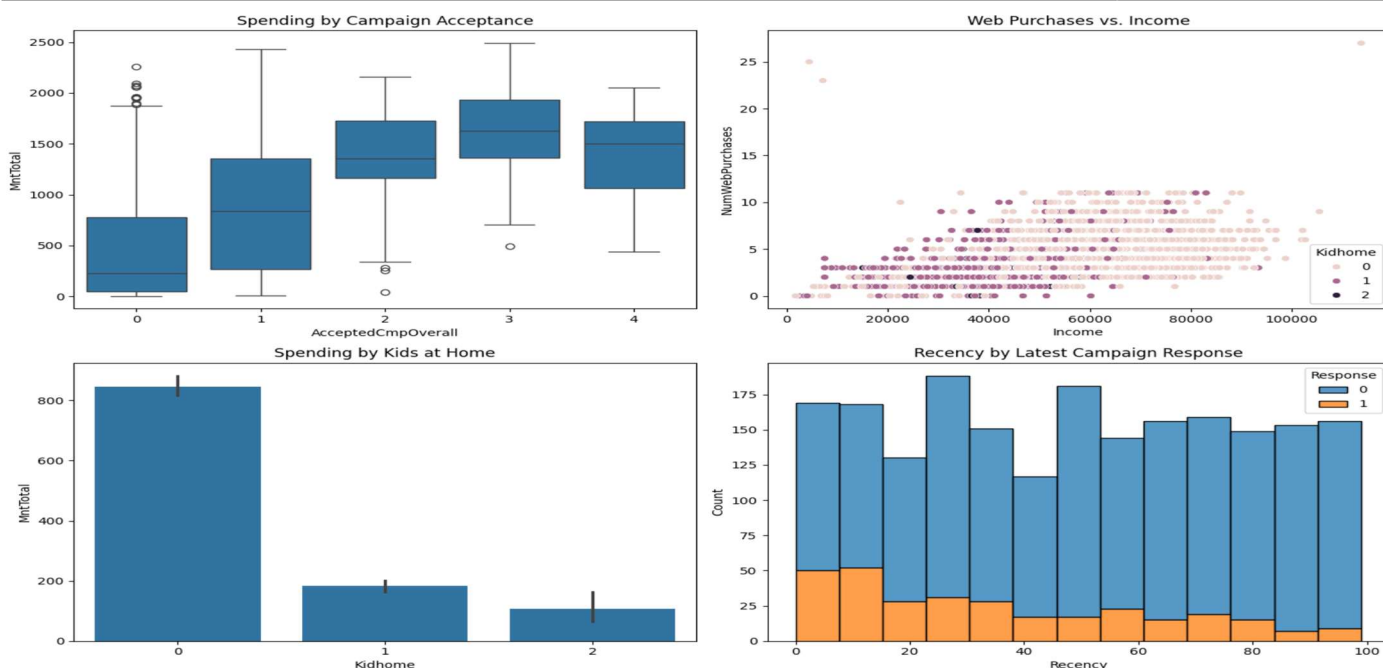 Spending by Campaign Acceptance
MntTotal
2500
2000
1500
1000
500
0
0 1 2 3 4
AcceptedCmpOverall
Web Purchases vs. Income
NumWebPurchases
25
20
15
10
5
0
Kidhome
0
1
2
0 20000 40000 60000 80000 100000
Income
Spending by Kids at Home
MntTotal
800
600
400
200
0
0 1 2
Kidhome
Recency by Latest Campaign Response
Count
175
150
125
100
75
50
25
0
Response
0
1
0 20 40 60 80 100
Recency